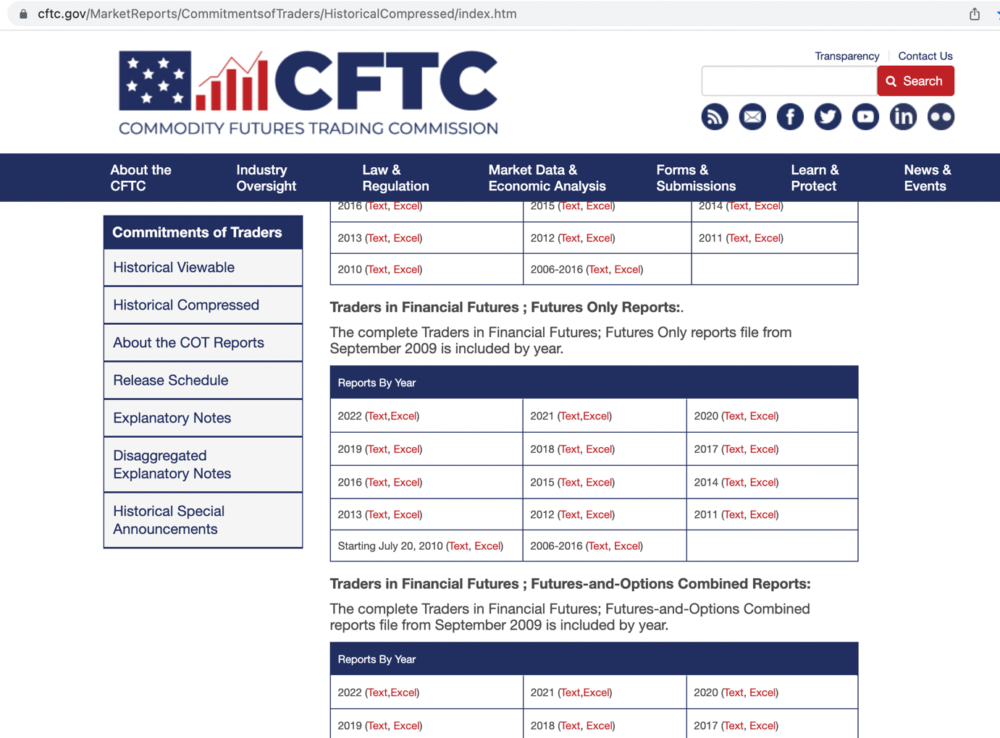 cftc.gov/MarketReports/CommitmentsofTraders/HistoricalCompressed/index.htm
CFTC
COMMODITY FUTURES TRADING COMMISSION
Transparency
Contact Us
Search
About the
CFTC
Industry
Oversight
Law &
Regulation
Market Data &
Economic Analysis
Forms &
Submissions
Learn &
Protect
News &
Events
Commitments of Traders
Historical Viewable
Historical Compressed
About the COT Reports
Release Schedule
Explanatory Notes
Disaggregated
Explanatory Notes
Historical Special
Announcements
2016 (Text, Excel) 2015 (Text, Excel) 2014 (Text, Excel)
2013 (Text, Excel) 2012 (Text, Excel) 2011 (Text, Excel)
2010 (Text, Excel) 2006-2016 (Text, Excel)
Traders in Financial Futures ; Futures Only Reports:.
The complete Traders in Financial Futures; Futures Only reports file from
September 2009 is included by year.
Reports By Year
2022 (Text,Excel) 2021 (Text,Excel) 2020 (Text, Excel)
2019 (Text, Excel) 2018 (Text, Excel) 2017 (Text, Excel)
2016 (Text, Excel) 2015 (Text, Excel) 2014 (Text, Excel)
2013 (Text, Excel) 2012 (Text, Excel) 2011 (Text, Excel)
Starting July 20, 2010 (Text, Excel) 2006-2016 (Text, Excel)
Traders in Financial Futures ; Futures-and-Options Combined Reports:
The complete Traders in Financial Futures; Futures-and-Options Combined
reports file from September 2009 is included by year.
Reports By Year
2022 (Text,Excel) 2021 (Text,Excel) 2020 (Text, Excel)
2019 (Text, Excel) 2018 (Text, Excel) 2017 (Text, Excel)